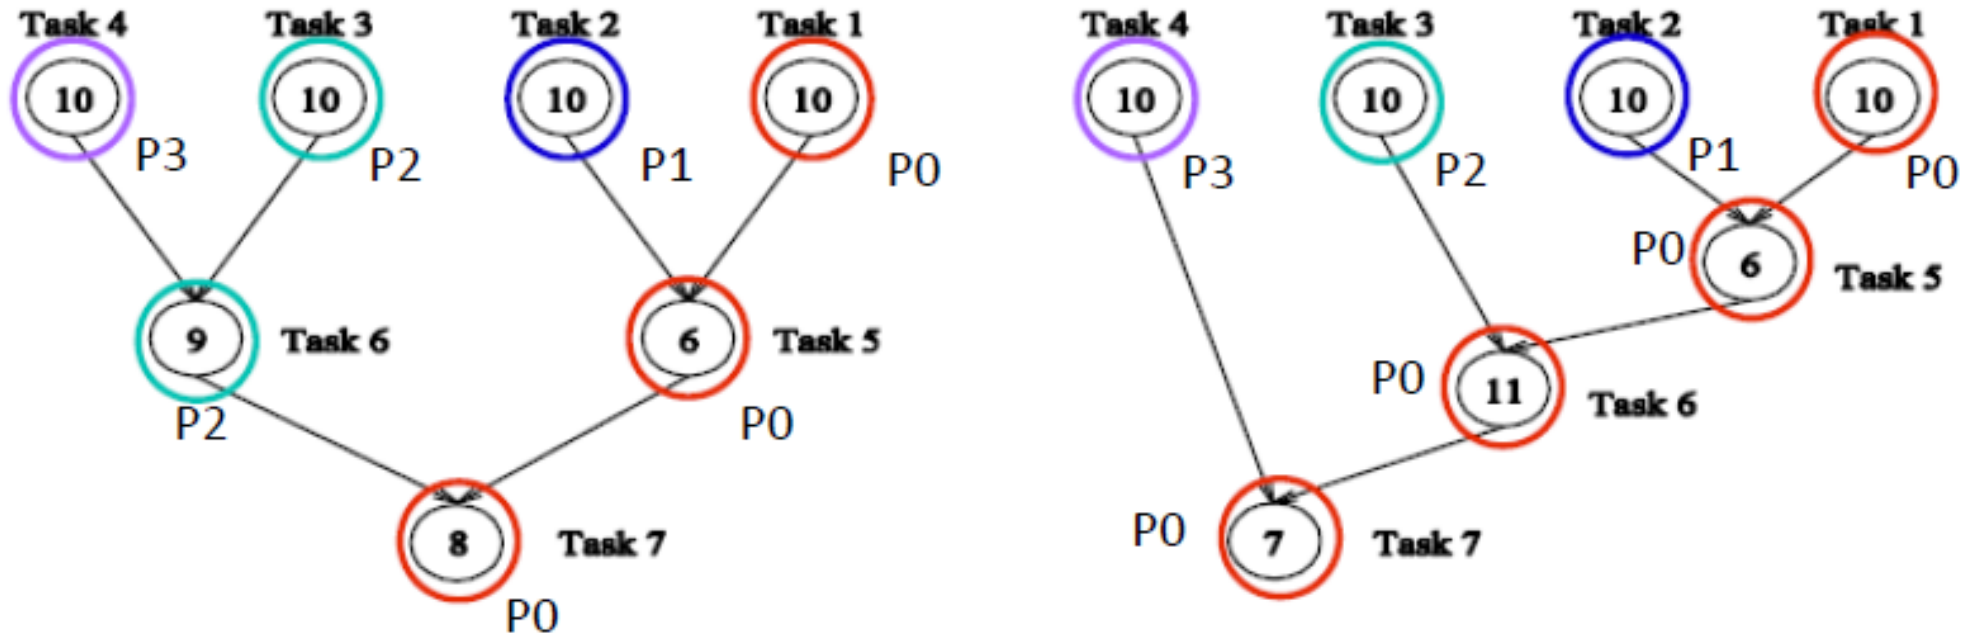 Task 4 Task 3 Task 2 Task 1
10 10 10 10
P3 P2 P1 P0
9 Task 6 6 Task 5
P2 P0
8 Task 7
P0
Task 4 Task 3 Task 2 Task 1
10 10 10 10
P3 P2 P1 P0
P0 6 Task 5
P0 11 Task 6
P0 7 Task 7